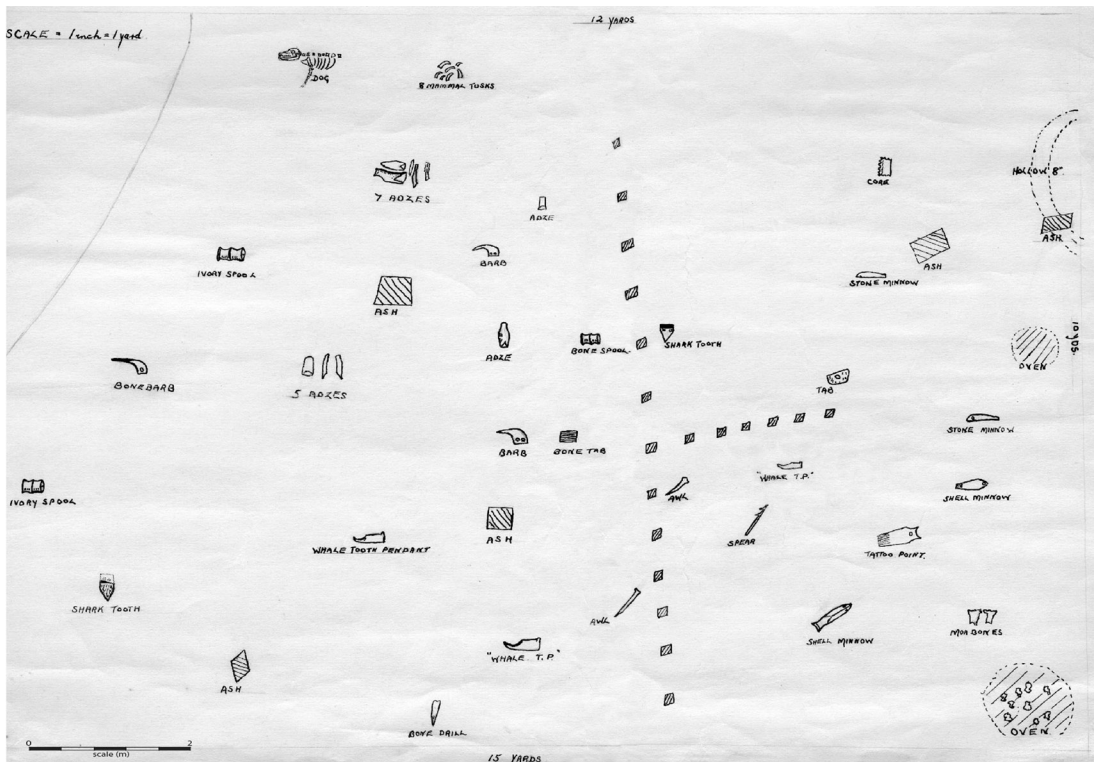 12 YARDS
SCALE = 1 inch = 1 yard.
DOG
8 MAMMAL TUSKS
HOLLOW 8"
CORE
7 ADZES
ADZE
ASH.
BARB
ASH
IVORY SPOOL
STONE MINNOW
ASH
10 YDS.
ADZE
BONE SPOOL.
SHARK TOOTH
OVEN
BONE BARB
5 ADZES
TAB
STONE MINNOW.
BARB
BONE TAB
"WHALE T.P."
IVORY SPOOL
AWL
SHELL MINNOW
ASH
SPEAR
WHALE TOOTH PENDANT
TATTOO POINT.
SHARK TOOTH
AWL
SHELL MINNOW
MOA BONES
"WHALE T.P."
ASH
BONE DRILL
OVEN
0 2
scale (m)
15 YARDS